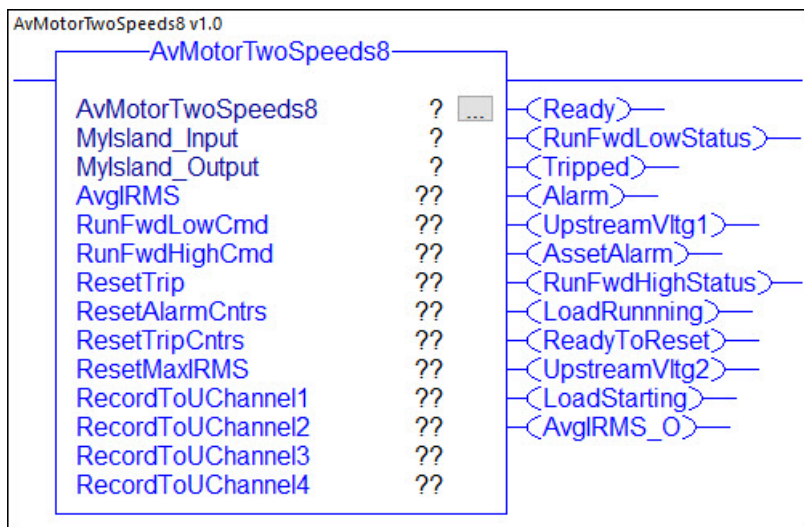 AvMotorTwoSpeeds8 v1.0
AvMotorTwoSpeeds8
AvMotorTwoSpeeds8 ? ... Ready
MyIsland_Input ? RunFwdLowStatus
MyIsland_Output ? Tripped
AvgIRMS ?? Alarm
RunFwdLowCmd ?? UpstreamVltg1
RunFwdHighCmd ?? AssetAlarm
ResetTrip ?? RunFwdHighStatus
ResetAlarmCntrs ?? LoadRunnning
ResetTripCntrs ?? ReadyToReset
ResetMaxIRMS ?? UpstreamVltg2
RecordToUChannel1 ?? LoadStarting
RecordToUChannel2 ?? AvgIRMS_O
RecordToUChannel3 ??
RecordToUChannel4 ??